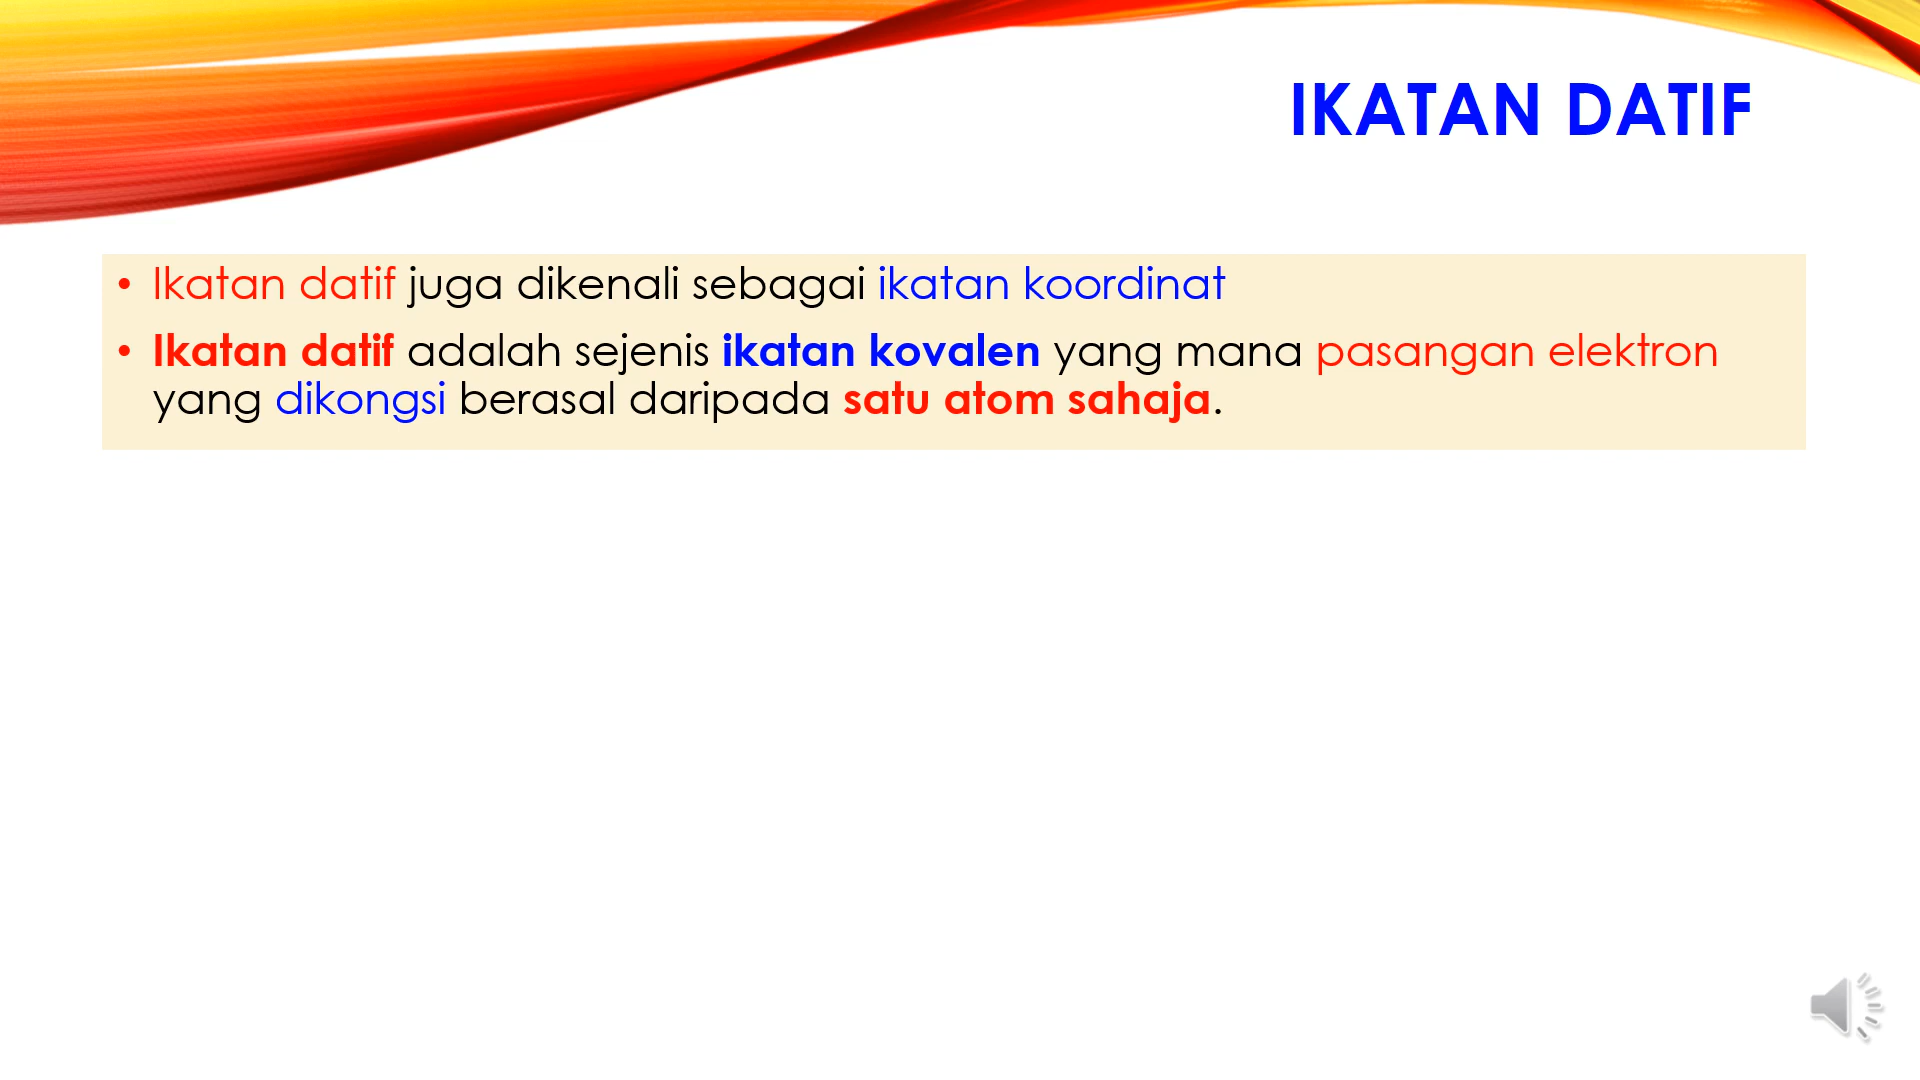 IKATAN DATIF
• Ikatan datif juga dikenali sebagai ikatan koordinat
• Ikatan datif adalah sejenis ikatan kovalen yang mana pasangan elektron
yang dikongsi berasal daripada satu atom sahaja.